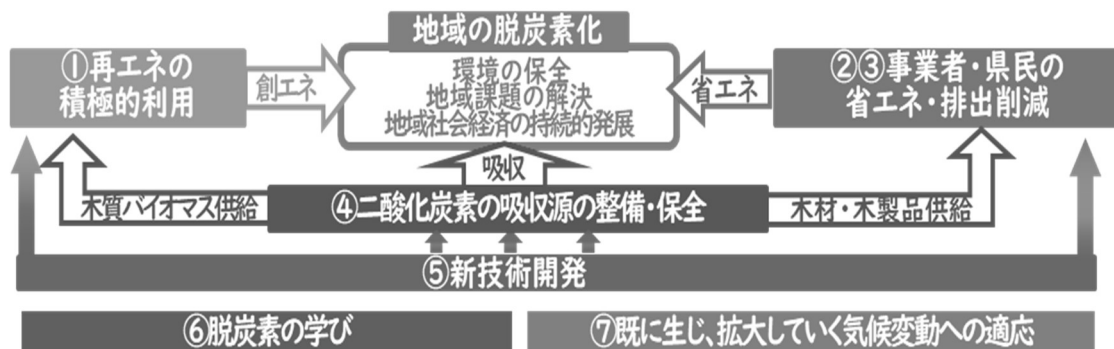 地域の脱炭素化
①再エネの
積極的利用
創エネ
環境の保全
地域課題の解決
地域社会経済の持続的発展
省エネ
②③事業者・県民の
省エネ・排出削減
吸収
木質バイオマス供給
④二酸化炭素の吸収源の整備・保全
木材・木製品供給
⑤新技術開発
⑥脱炭素の学び
⑦既に生じ、拡大していく気候変動への適応